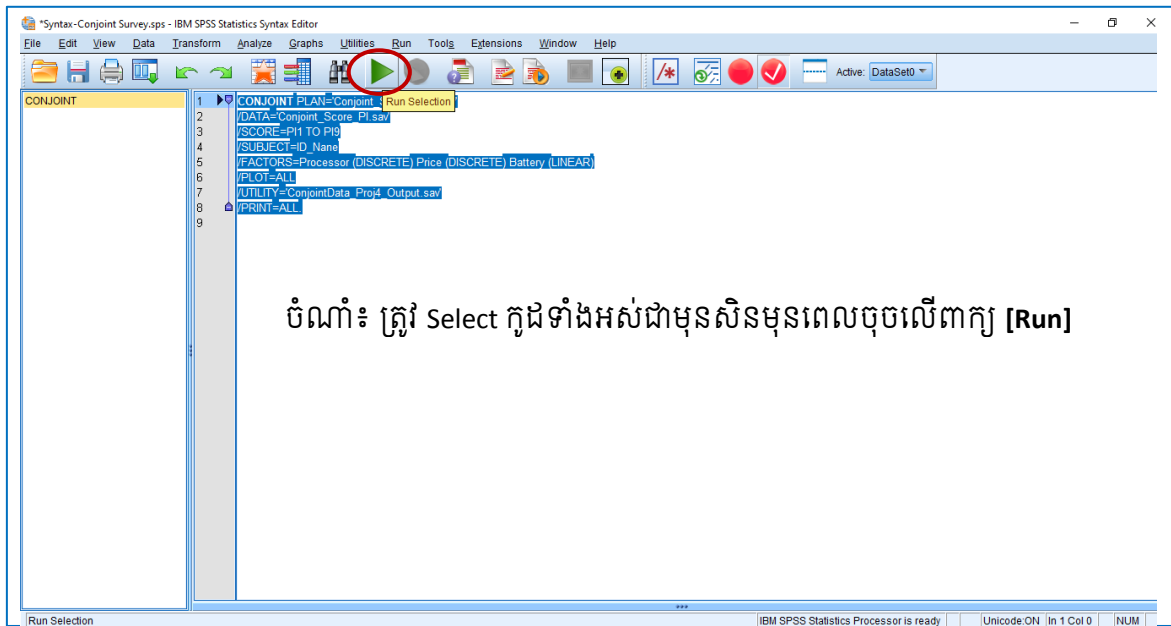 *Syntax-Conjoint Survey.sps - IBM SPSS Statistics Syntax Editor
File Edit View Data Transform Analyze Graphs Utilities Run Tools Extensions Window Help
Active: DataSet0
CONJOINT
1 CONJOINT PLAN='Conjoint_
Run Selection
2 /DATA='Conjoint_Score_PI.sav'
3 /SCORE=PI1 TO PI9
4 /SUBJECT=ID_Nane
5 /FACTORS=Processor (DISCRETE) Price (DISCRETE) Battery (LINEAR)
6 /PLOT=ALL
7 /UTILITY='ConjointData_Proj4_Output.sav'
8 /PRINT=ALL.
9
ចំណាំ៖ ត្រូវ Select កូដទាំងអស់ជាមុនសិនមុនពេលចុចលើពាក្យ [Run]
Run Selection IBM SPSS Statistics Processor is ready Unicode:ON In 1 Col 0 NUM